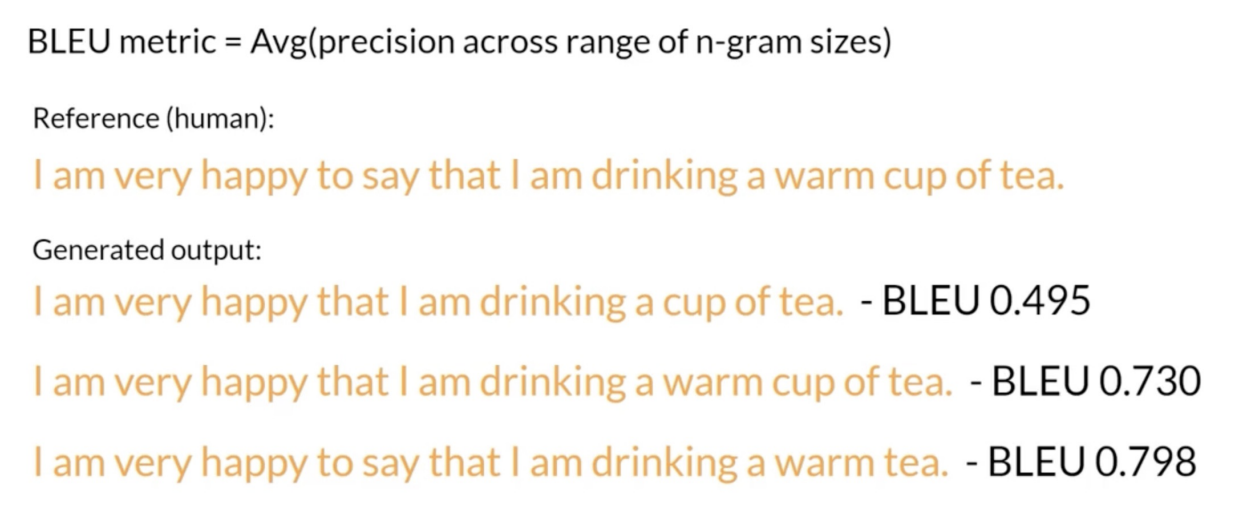 BLEU metric = Avg(precision across range of n-gram sizes)
Reference (human):
I am very happy to say that I am drinking a warm cup of tea.
Generated output:
I am very happy that I am drinking a cup of tea. - BLEU 0.495
I am very happy that I am drinking a warm cup of tea. - BLEU 0.730
I am very happy to say that I am drinking a warm tea. - BLEU 0.798